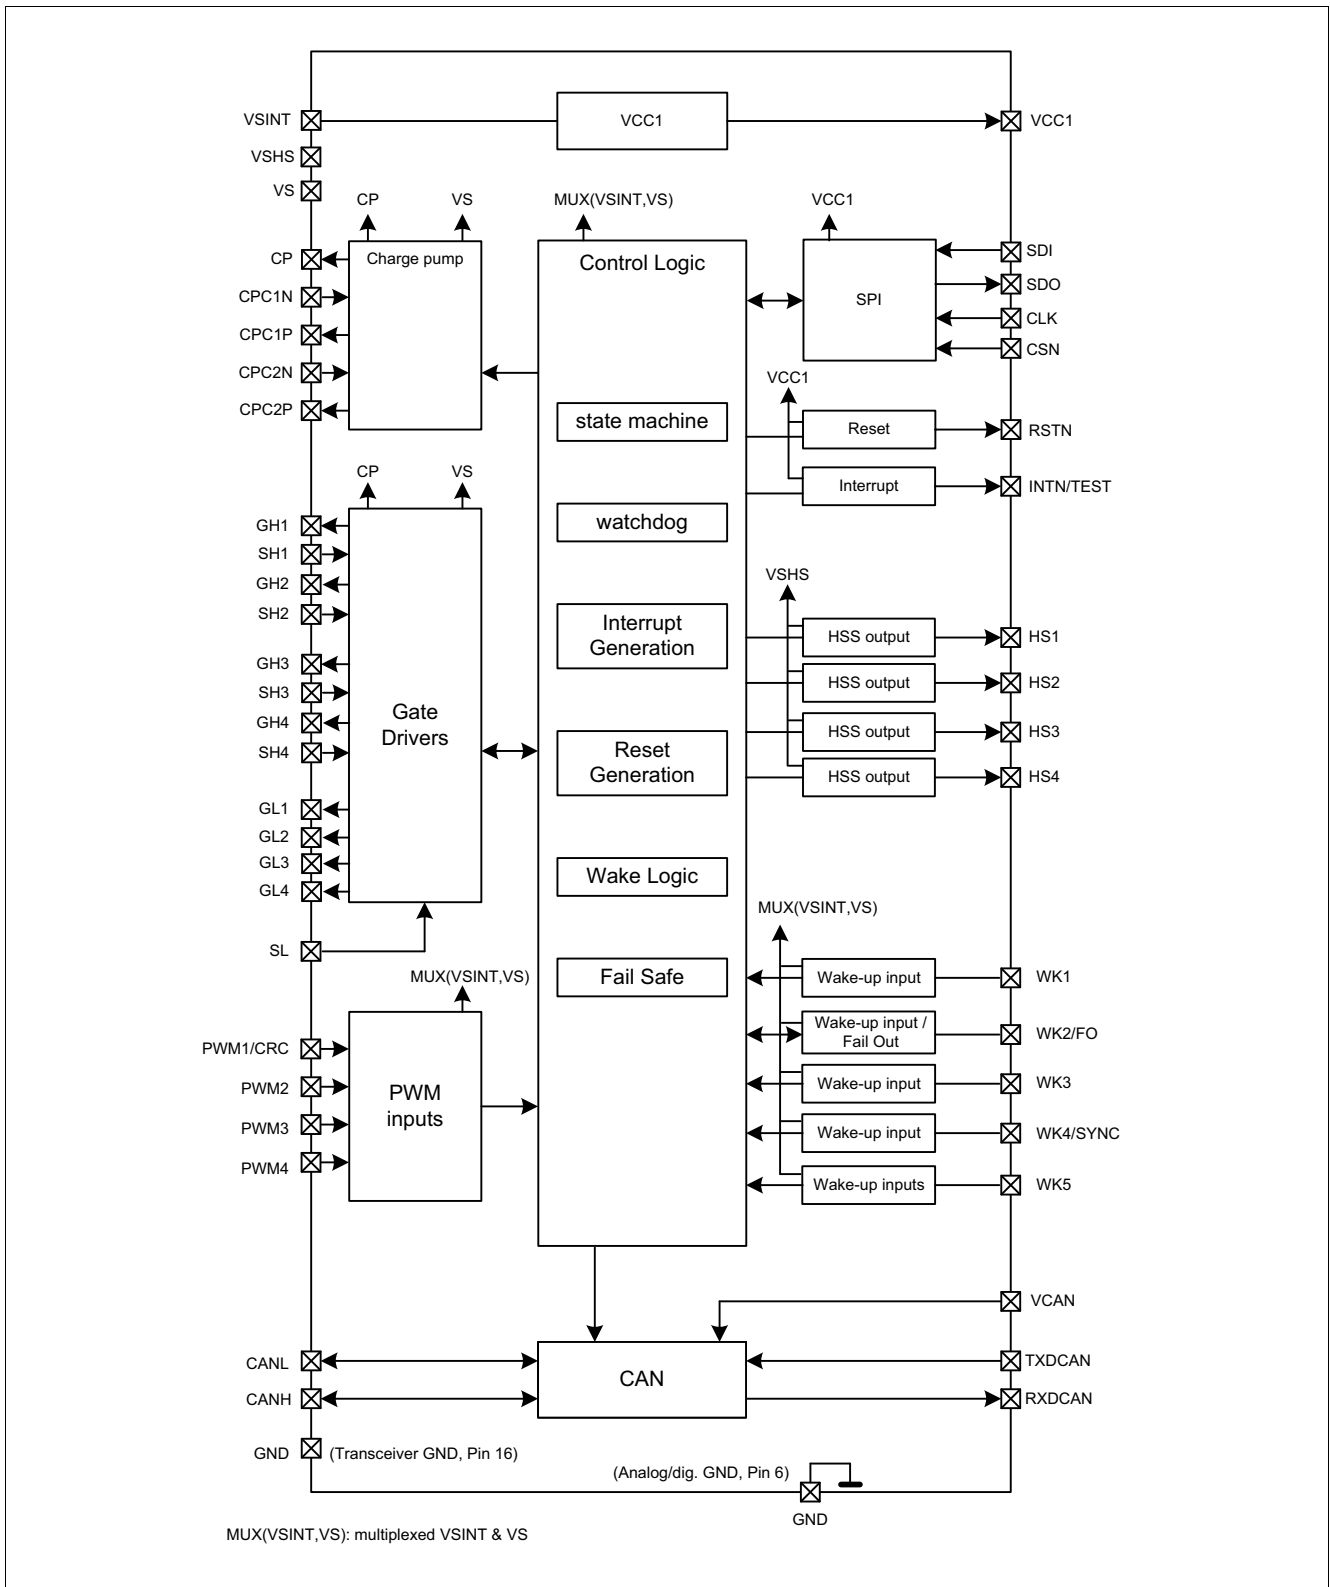 VSINT
VCC1
VCC1
VSHS
VS
CP
VS
MUX(VSINT,VS)
VCC1
CP
Charge pump
Control Logic
SDI
CPC1N
SPI
SDO
CPC1P
CLK
CPC2N
CSN
CPC2P
VCC1
state machine
Reset
RSTN
CP
VS
Interrupt
INTN/TEST
GH1
watchdog
SH1
GH2
VSHS
SH2
Interrupt
Generation
HSS output
HS1
GH3
SH3
HSS output
HS2
GH4
Gate
Drivers
HSS output
HS3
SH4
Reset
Generation
HSS output
HS4
GL1
GL2
GL3
Wake Logic
GL4
MUX(VSINT,VS)
SL
MUX(VSINT,VS)
Fail Safe
Wake-up input
WK1
PWM1/CRC
Wake-up input /
Fail Out
WK2/FO
PWM2
PWM
inputs
Wake-up input
WK3
PWM3
Wake-up input
WK4/SYNC
PWM4
Wake-up inputs
WK5
VCAN
CANL
TXDCAN
CAN
CANH
RXDCAN
GND
(Transceiver GND, Pin 16)
(Analog/dig. GND, Pin 6)
GND
MUX(VSINT,VS): multiplexed VSINT & VS